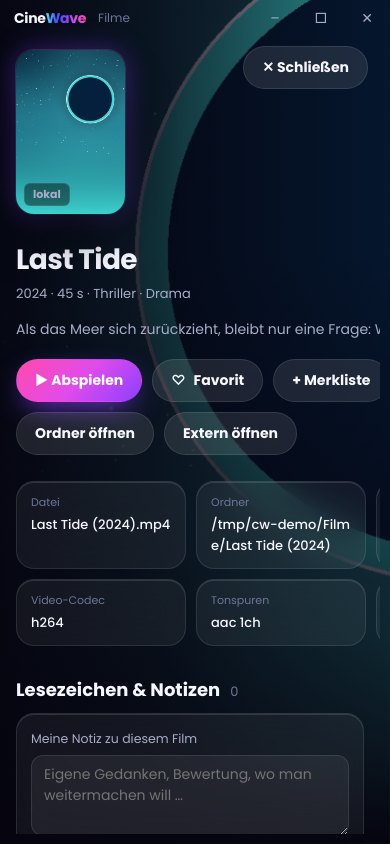 CineWave Filme
✕ Schließen
lokal
Last Tide
2024 · 45 s · Thriller · Drama
Als das Meer sich zurückzieht, bleibt nur eine Frage:
▶ Abspielen
♡ Favorit
+ Merkliste
Ordner öffnen
Extern öffnen
Datei
Last Tide (2024).mp4
Ordner
/tmp/cw-demo/Film
e/Last Tide (2024)
Video-Codec
h264
Tonspuren
aac 1ch
Lesezeichen & Notizen 0
Meine Notiz zu diesem Film
Eigene Gedanken, Bewertung, wo man
weitermachen will …